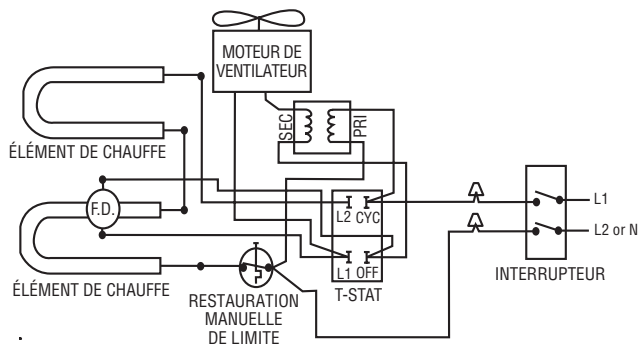 MOTEUR DE
VENTILATEUR
SEC
PRI
ÉLÉMENT DE CHAUFFE
F.D.
L2 CYC
L1
L2 or N
L1 OFF
INTERRUPTEUR
T-STAT
ÉLÉMENT DE CHAUFFE
RESTAURATION
MANUELLE
DE LIMITE